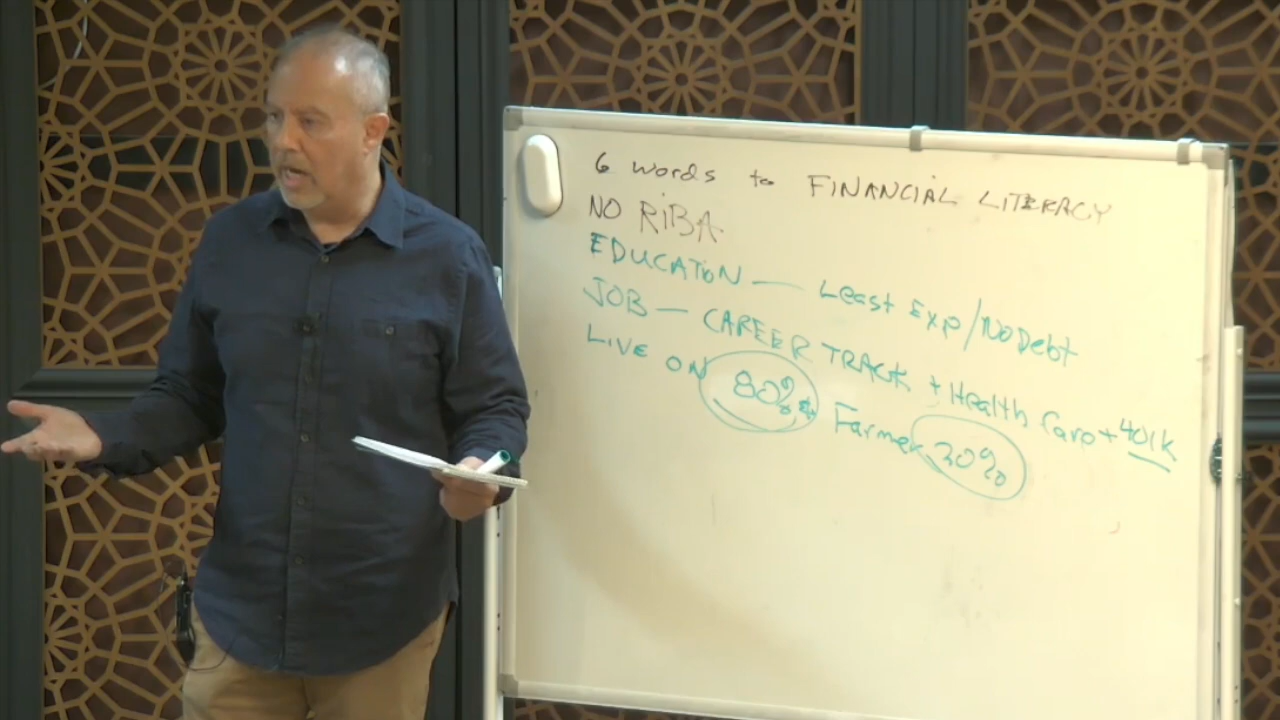 6 words to FINANCIAL LITERACY
NO RIBA
EDUCATION — Least Exp/No Debt
JOB — CAREER TRACK + Health Care + 401K
LIVE ON 80% Farmer 20%